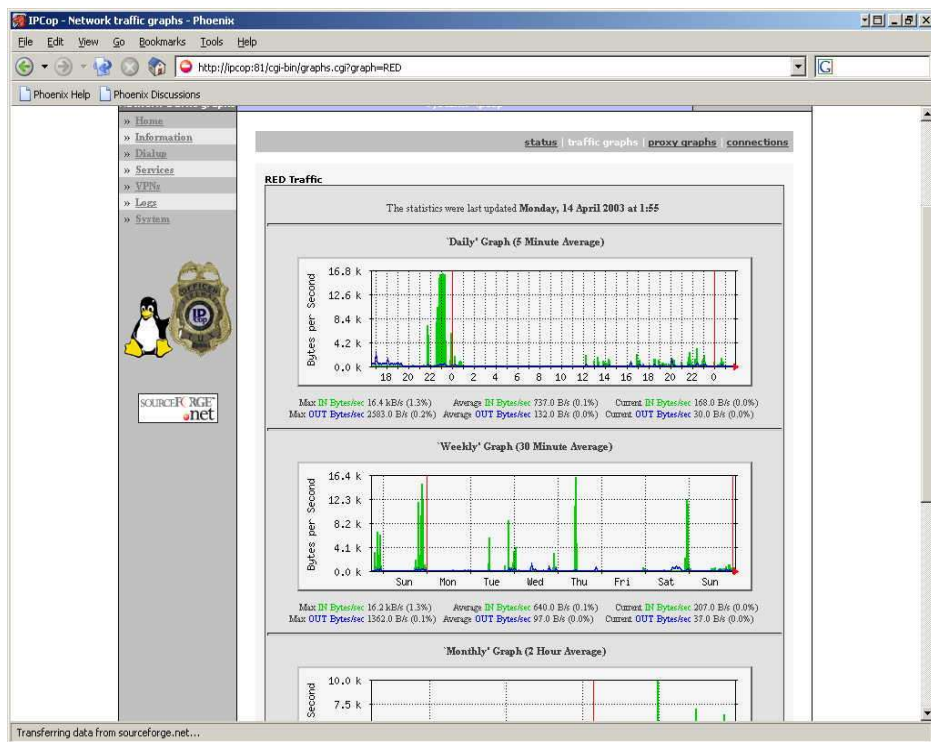 IPCop - Network traffic graphs - Phoenix
File Edit View Go Bookmarks Tools Help
http://ipcop:81/cgi-bin/graphs.cgi?graph=RED
G
Phoenix Help Phoenix Discussions
» Home
» Information
» Dialup
» Services
» VPNs
» Logs
» System
IPCop
SOURCEFORGE
.net
status | traffic graphs | proxy graphs | connections
RED Traffic
The statistics were last updated Monday, 14 April 2003 at 1:55
`Daily' Graph (5 Minute Average)
Bytes per Second
16.8 k
12.6 k
8.4 k
4.2 k
0.0 k
18 20 22 0 2 4 6 8 10 12 14 16 18 20 22 0
Max IN Bytes/sec 16.4 kB/s (1.3%) Average IN Bytes/sec 737.0 B/s (0.1%) Current IN Bytes/sec 168.0 B/s (0.0%)
Max OUT Bytes/sec 2583.0 B/s (0.2%) Average OUT Bytes/sec 132.0 B/s (0.0%) Current OUT Bytes/sec 30.0 B/s (0.0%)
`Weekly' Graph (30 Minute Average)
Bytes per Second
16.4 k
12.3 k
8.2 k
4.1 k
0.0 k
Sun Mon Tue Wed Thu Fri Sat Sun
Max IN Bytes/sec 16.2 kB/s (1.3%) Average IN Bytes/sec 640.0 B/s (0.1%) Current IN Bytes/sec 207.0 B/s (0.0%)
Max OUT Bytes/sec 1362.0 B/s (0.1%) Average OUT Bytes/sec 97.0 B/s (0.0%) Current OUT Bytes/sec 37.0 B/s (0.0%)
`Monthly' Graph (2 Hour Average)
Second
10.0 k
7.5 k
Transferring data from sourceforge.net...